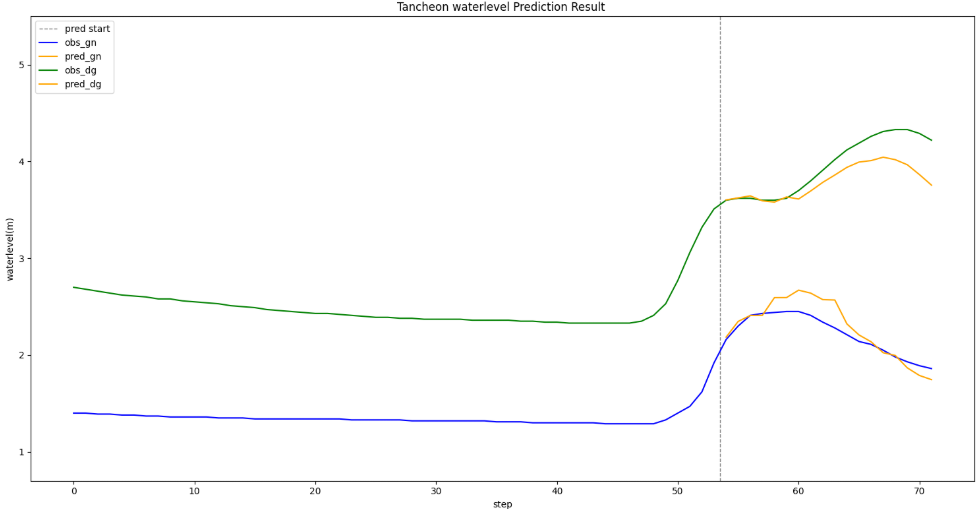 Tancheon waterlevel Prediction Result
pred start
obs_gn
pred_gn
obs_dg
pred_dg
5
4
3
2
1
waterlevel(m)
0 10 20 30 40 50 60 70
step